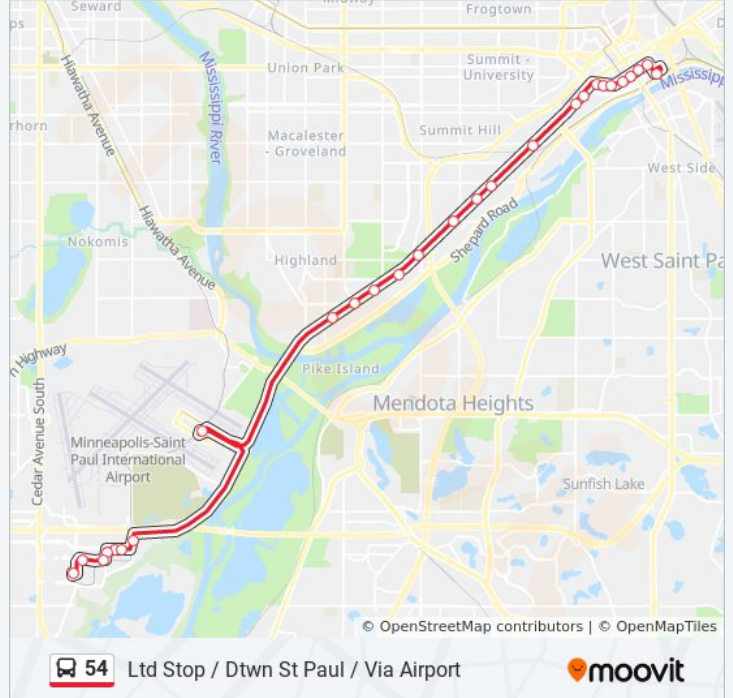 Seward
Frogtown
Union Park
Summit -
University
Hiawatha Avenue
Mississippi River
Macalester
- Groveland
Summit Hill
West Side
Hiawatha Avenue
Nokomis
Highland
Shepard Road
West Saint Pa
n Highway
Pike Island
Mendota Heights
Cedar Avenue South
Minneapolis-Saint
Paul International
Airport
Sunfish Lake
© OpenStreetMap contributors | © OpenMapTiles
54 Ltd Stop / Dtwn St Paul / Via Airport
moovit